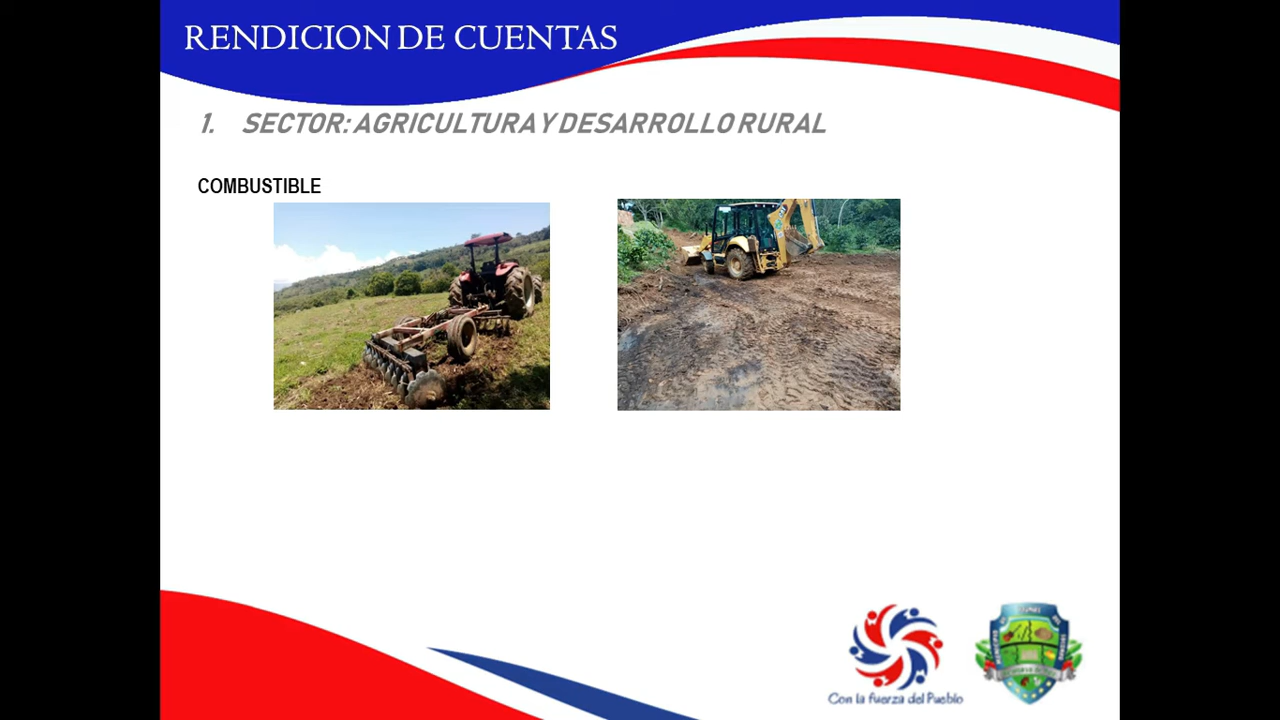 RENDICION DE CUENTAS
1. SECTOR: AGRICULTURA Y DESARROLLO RURAL
COMBUSTIBLE
Con la fuerza del Pueblo